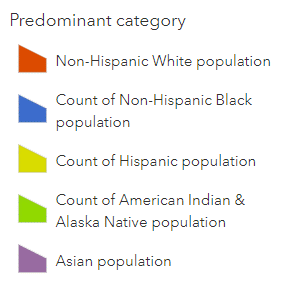 Predominant category
Non-Hispanic White population
Count of Non-Hispanic Black
population
Count of Hispanic population
Count of American Indian &
Alaska Native population
Asian population